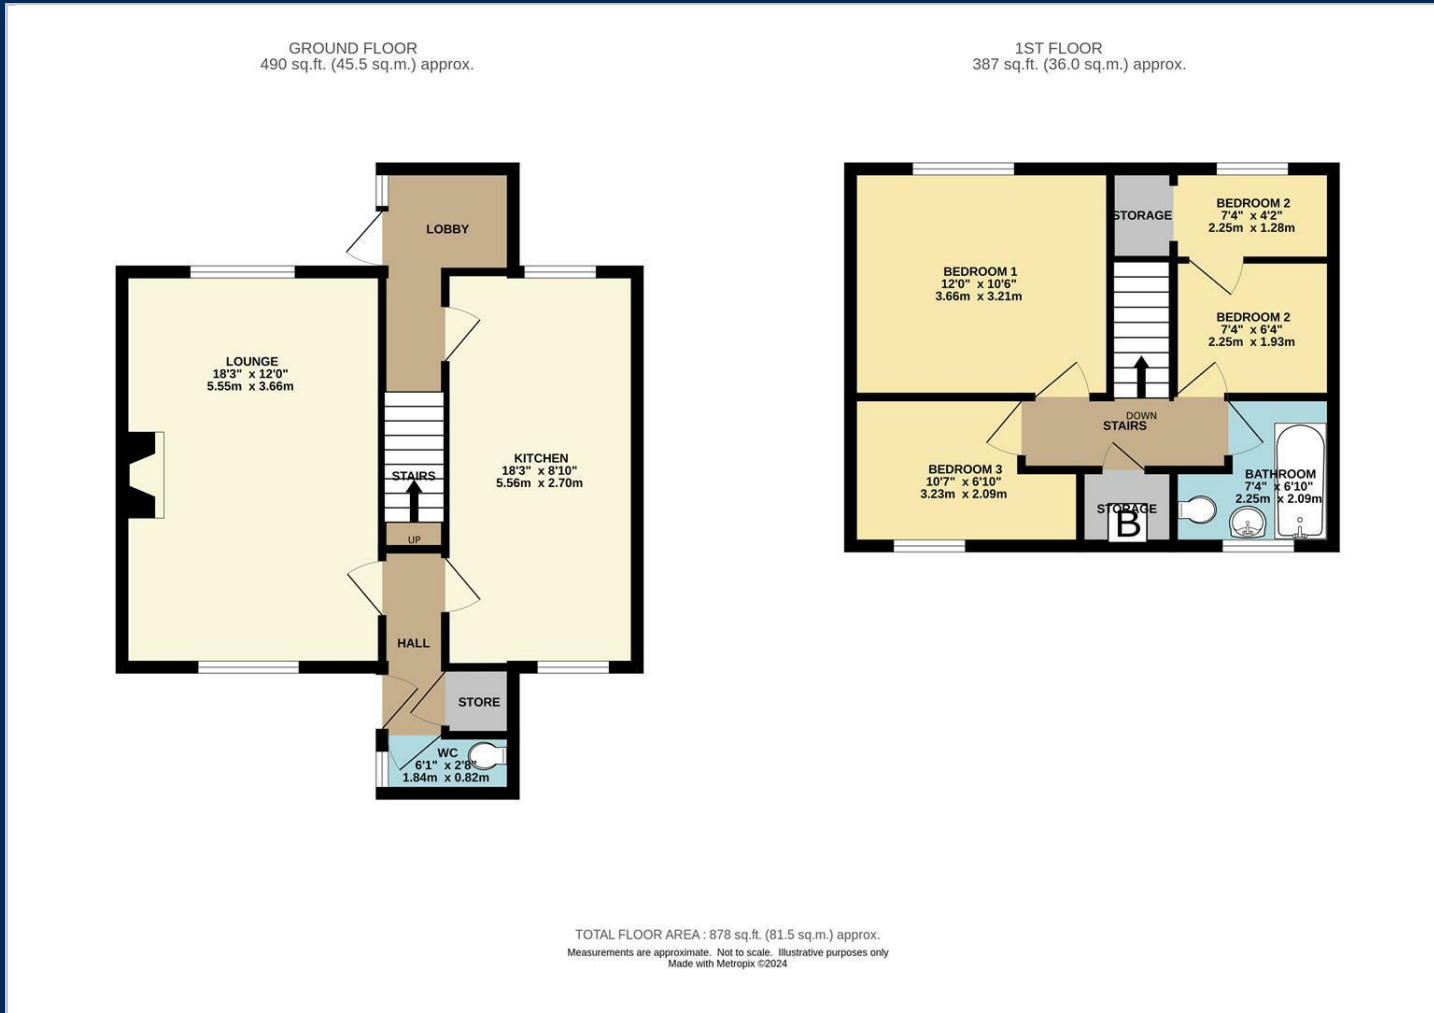 GROUND FLOOR
490 sq.ft. (45.5 sq.m.) approx.
1ST FLOOR
387 sq.ft. (36.0 sq.m.) approx.
LOBBY
LOUNGE
18'3" x 12'0"
5.55m x 3.66m
KITCHEN
18'3" x 8'10"
5.56m x 2.70m
STAIRS
UP
HALL
STORE
WC
6'1" x 2'8"
1.84m x 0.82m
BEDROOM 1
12'0" x 10'6"
3.66m x 3.21m
STORAGE
BEDROOM 2
7'4" x 4'2"
2.25m x 1.28m
BEDROOM 2
7'4" x 6'4"
2.25m x 1.93m
DOWN
STAIRS
BEDROOM 3
10'7" x 6'10"
3.23m x 2.09m
STORAGE
B
BATHROOM
7'4" x 6'10"
2.25m x 2.09m
TOTAL FLOOR AREA : 878 sq.ft. (81.5 sq.m.) approx.
Measurements are approximate. Not to scale. Illustrative purposes only
Made with Metropix ©2024